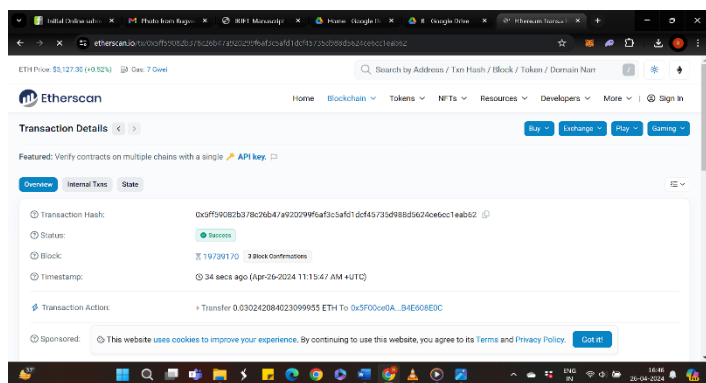 Initial Online subm
Photo from
IRJET Manuscript
Home - Google D
Google Drive
Ethereum Transa
etherscan.io/tx/0x5ff59082b378c26b47a920299f6af3c5afd1dcf45735d988d5624ce6cc1eab62
ETH Price: $3,127.38 (+0.52%) Gas: 7 Gwei
Search by Address / Txn Hash / Block / Token / Domain Nam
/
Etherscan
Home Blockchain Tokens NFTs Resources Developers More | Sign In
Transaction Details < >
Buy Exchange Play Gaming
Featured: Verify contracts on multiple chains with a single API key.
Overview Internal Txns State
Transaction Hash: 0x5ff59082b378c26b47a920299f6af3c5afd1dcf45735d988d5624ce6cc1eab62
Status: Success
Block: 19739170 3 Block Confirmations
Timestamp: 34 secs ago (Apr-26-2024 11:15:47 AM +UTC)
Transaction Action: Transfer 0.030242084023099955 ETH To 0x5F00ce0A...B4E608E0C
Sponsored:
This website uses cookies to improve your experience. By continuing to use this website, you agree to its Terms and Privacy Policy. Got it!
33°
ENG
IN
16:46
26-04-2024